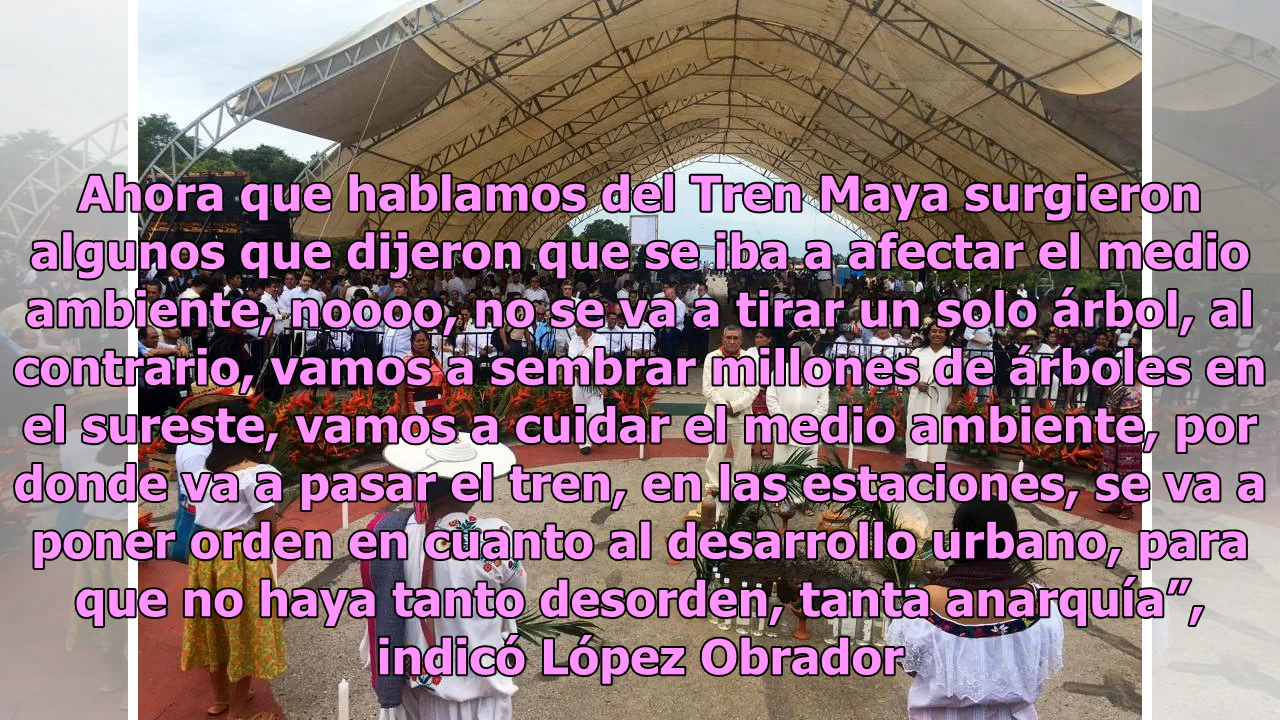 Ahora que hablamos del Tren Maya surgieron
algunos que dijeron que se iba a afectar el medio
ambiente, noooo, no se va a tirar un solo árbol, al
contrario, vamos a sembrar millones de árboles en
el sureste, vamos a cuidar el medio ambiente, por
donde va a pasar el tren, en las estaciones, se va a
poner orden en cuanto al desarrollo urbano, para
que no haya tanto desorden, tanta anarquía”,
indicó López Obrador